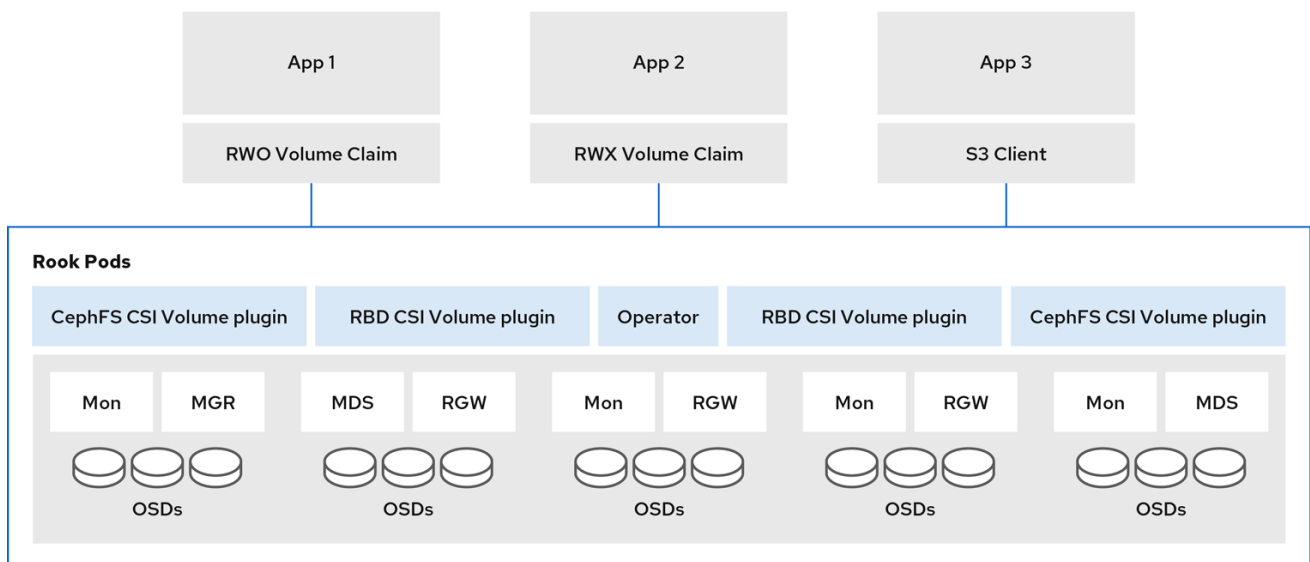 App 1
App 2
App 3
RWO Volume Claim
RWX Volume Claim
S3 Client
Rook Pods
CephFS CSI Volume plugin
RBD CSI Volume plugin
Operator
RBD CSI Volume plugin
CephFS CSI Volume plugin
Mon
MGR
MDS
RGW
Mon
RGW
Mon
RGW
Mon
MDS
OSDs
OSDs
OSDs
OSDs
OSDs